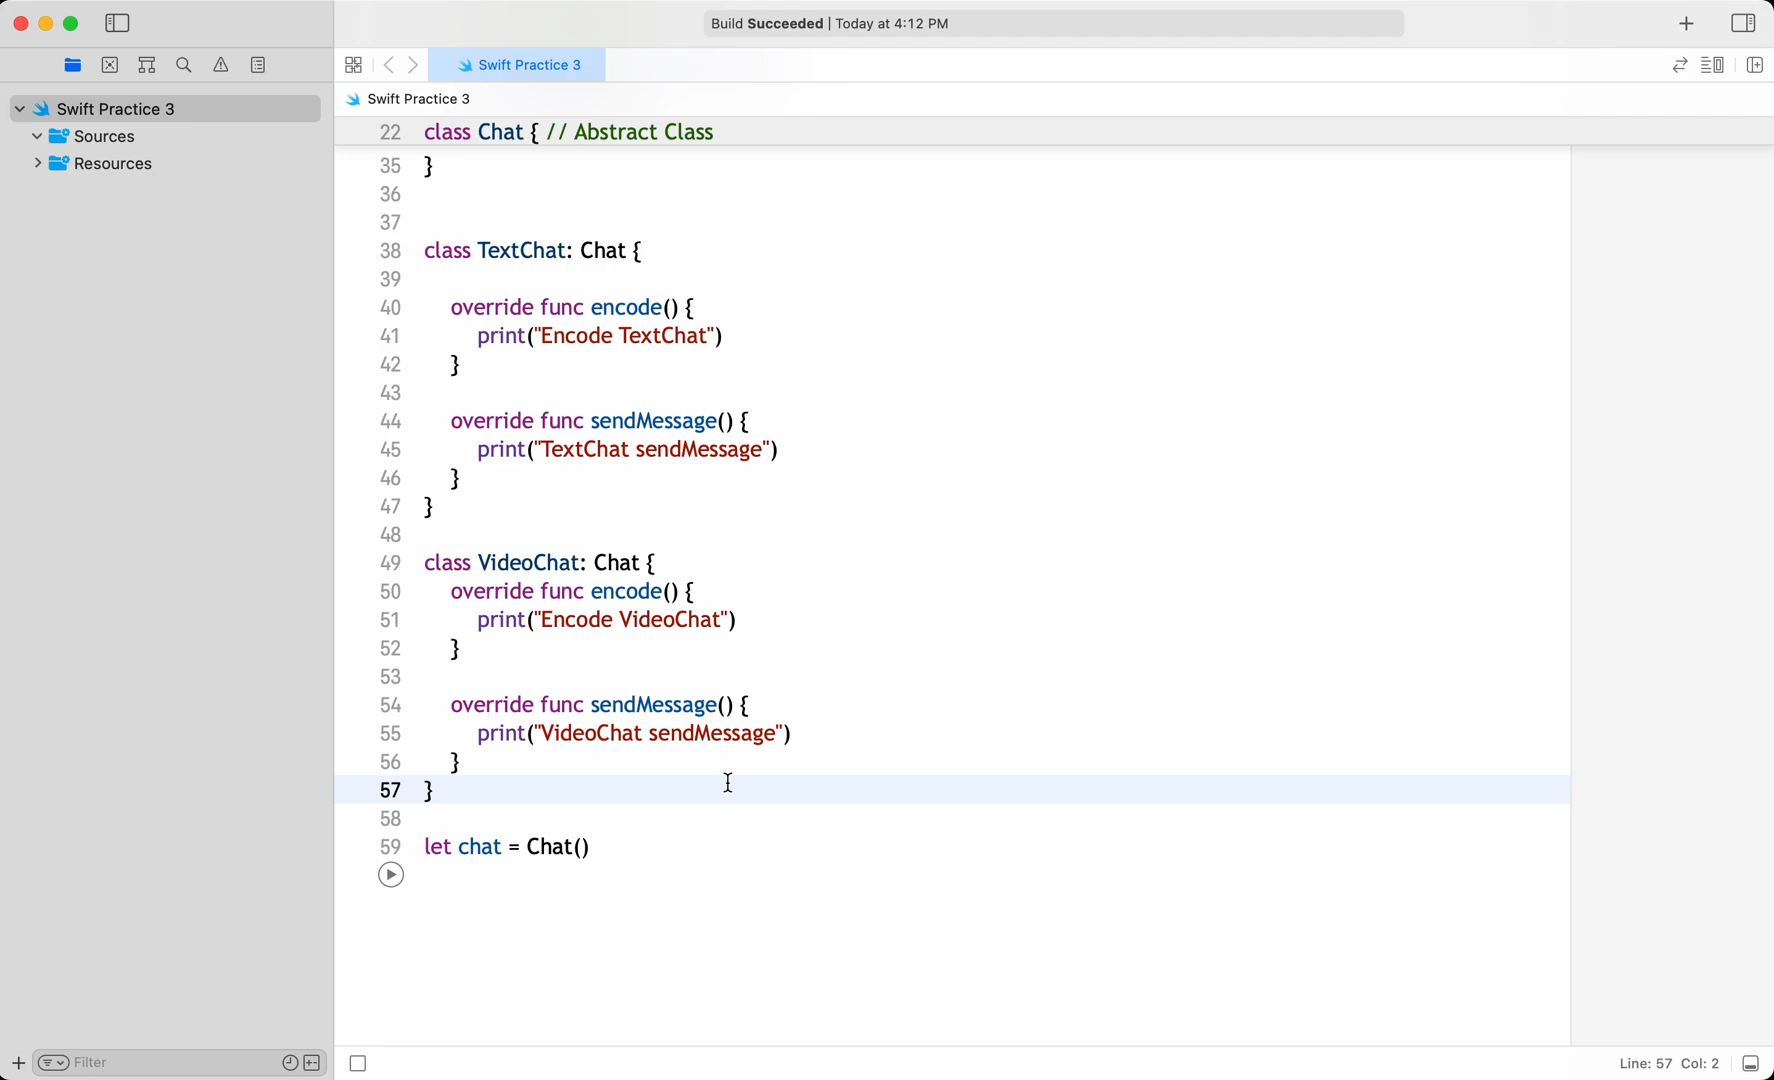 Build Succeeded | Today at 4:12 PM
Swift Practice 3
Swift Practice 3
Swift Practice 3
Sources
Resources
22 class Chat { // Abstract Class
35 }
36
37
38 class TextChat: Chat {
39
40 override func encode() {
41 print("Encode TextChat")
42 }
43
44 override func sendMessage() {
45 print("TextChat sendMessage")
46 }
47 }
48
49 class VideoChat: Chat {
50 override func encode() {
51 print("Encode VideoChat")
52 }
53
54 override func sendMessage() {
55 print("VideoChat sendMessage")
56 }
57 }
58
59 let chat = Chat()
Filter
Line: 57 Col: 2